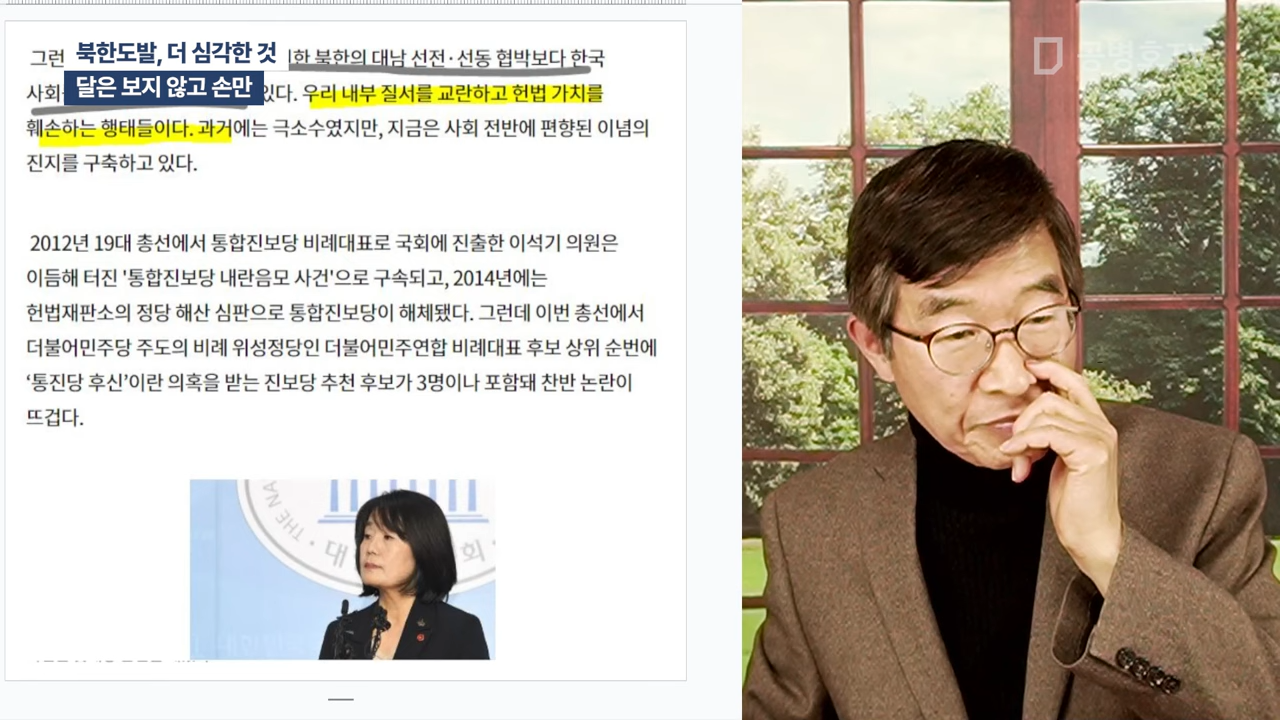 북한도발, 더 심각한 것
달은 보지 않고 손만
그런 한 북한의 대남 선전·선동 협박보다 한국
사회 있다. 우리 내부 질서를 교란하고 헌법 가치를
훼손하는 행태들이다. 과거에는 극소수였지만, 지금은 사회 전반에 편향된 이념의
진지를 구축하고 있다.
2012년 19대 총선에서 통합진보당 비례대표로 국회에 진출한 이석기 의원은
이듬해 터진 '통합진보당 내란음모 사건'으로 구속되고, 2014년에는
헌법재판소의 정당 해산 심판으로 통합진보당이 해체됐다. 그런데 이번 총선에서
더불어민주당 주도의 비례 위성정당인 더불어민주연합 비례대표 후보 상위 순번에
‘통진당 후신’이란 의혹을 받는 진보당 추천 후보가 3명이나 포함돼 찬반 논란이
뜨겁다.
THE NA
대 회